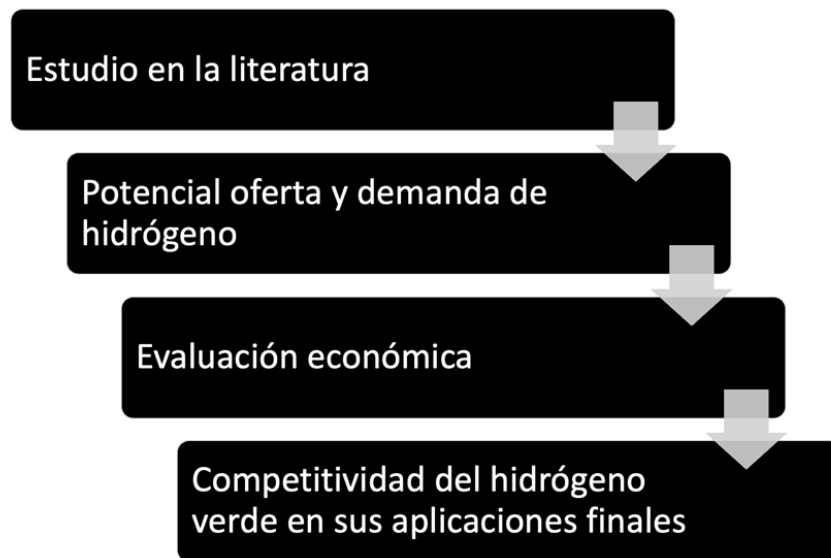 Estudio en la literatura
Potencial oferta y demanda de
hidrógeno
Evaluación económica
Competitividad del hidrógeno
verde en sus aplicaciones finales